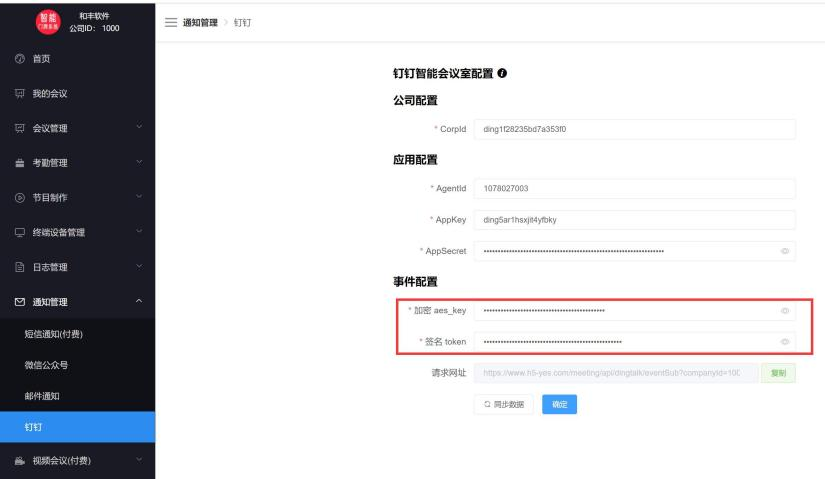 智能
门牌系统
和丰软件
公司ID: 1000
通知管理 > 钉钉
首页
我的会议
会议管理
考勤管理
节目制作
终端设备管理
日志管理
通知管理
短信通知(付费)
微信公众号
邮件通知
钉钉
视频会议(付费)
钉钉智能会议室配置
公司配置
* CorpId ding1f28235bd7a353f0
应用配置
* AgentId 1078027003
* AppKey ding5ar1hsxjit4yfbky
* AppSecret
事件配置
* 加密 aes_key
* 签名 token
请求网址 https://www.h5-yes.com/meeting/api/dingtalk/eventSub?companyId=100 复制
同步数据 确定